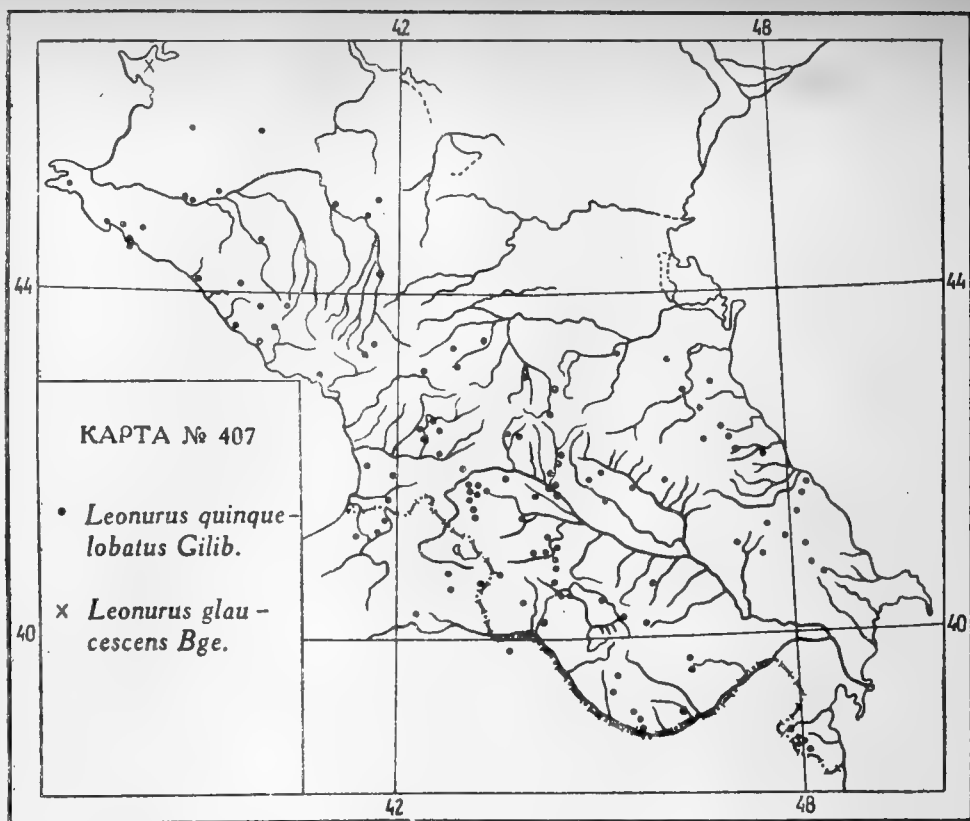 42 48
44 44
КАРТА № 407
• Leonurus quinque–
lobatus Gilib.
× Leonurus glau–
cescens Bge.
40 40
42 48